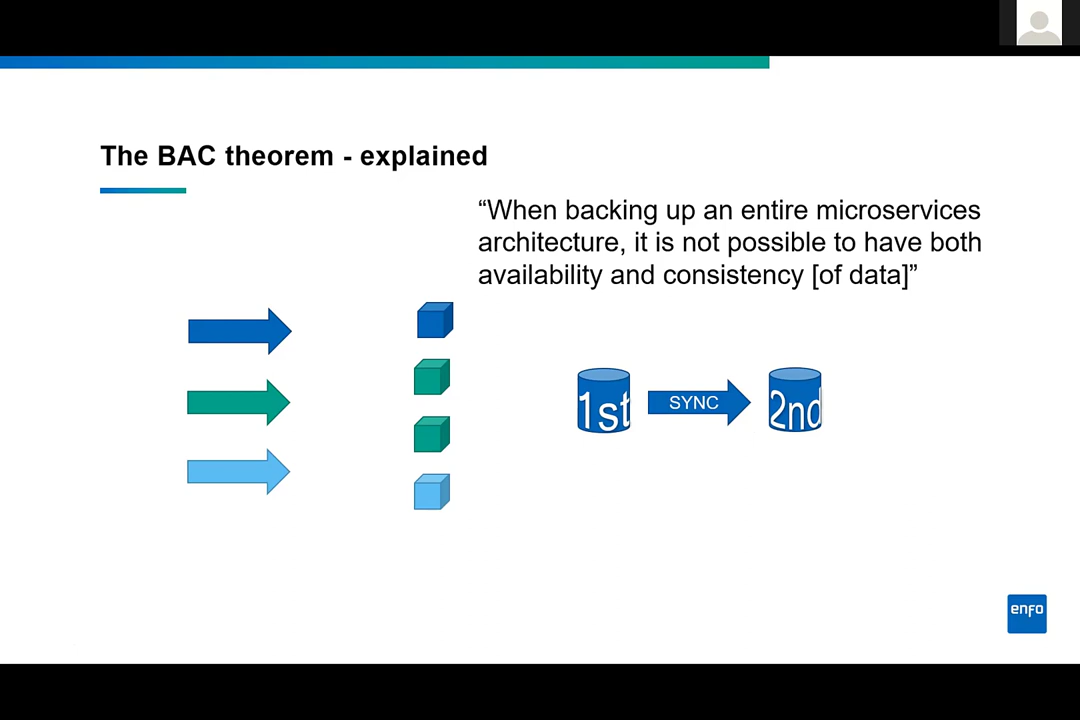 The BAC theorem - explained
“When backing up an entire microservices
architecture, it is not possible to have both
availability and consistency [of data]”
1st
SYNC
2nd
enfo